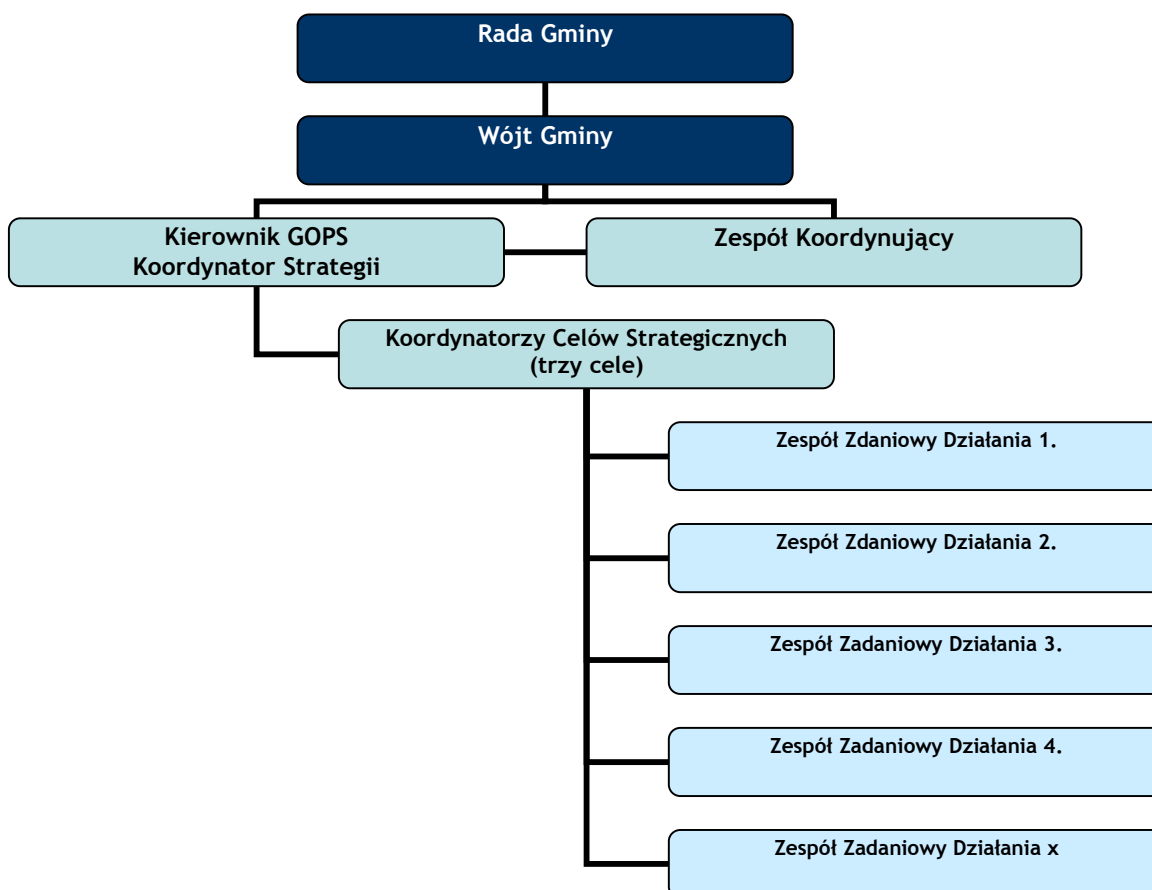 Rada Gminy
Wójt Gminy
Kierownik GOPS
Koordynator Strategii
Zespół Koordynujący
Koordynatorzy Celów Strategicznych
(trzy cele)
Zespół Zdaniowy Działania 1.
Zespół Zdaniowy Działania 2.
Zespół Zadaniowy Działania 3.
Zespół Zadaniowy Działania 4.
Zespół Zadaniowy Działania x